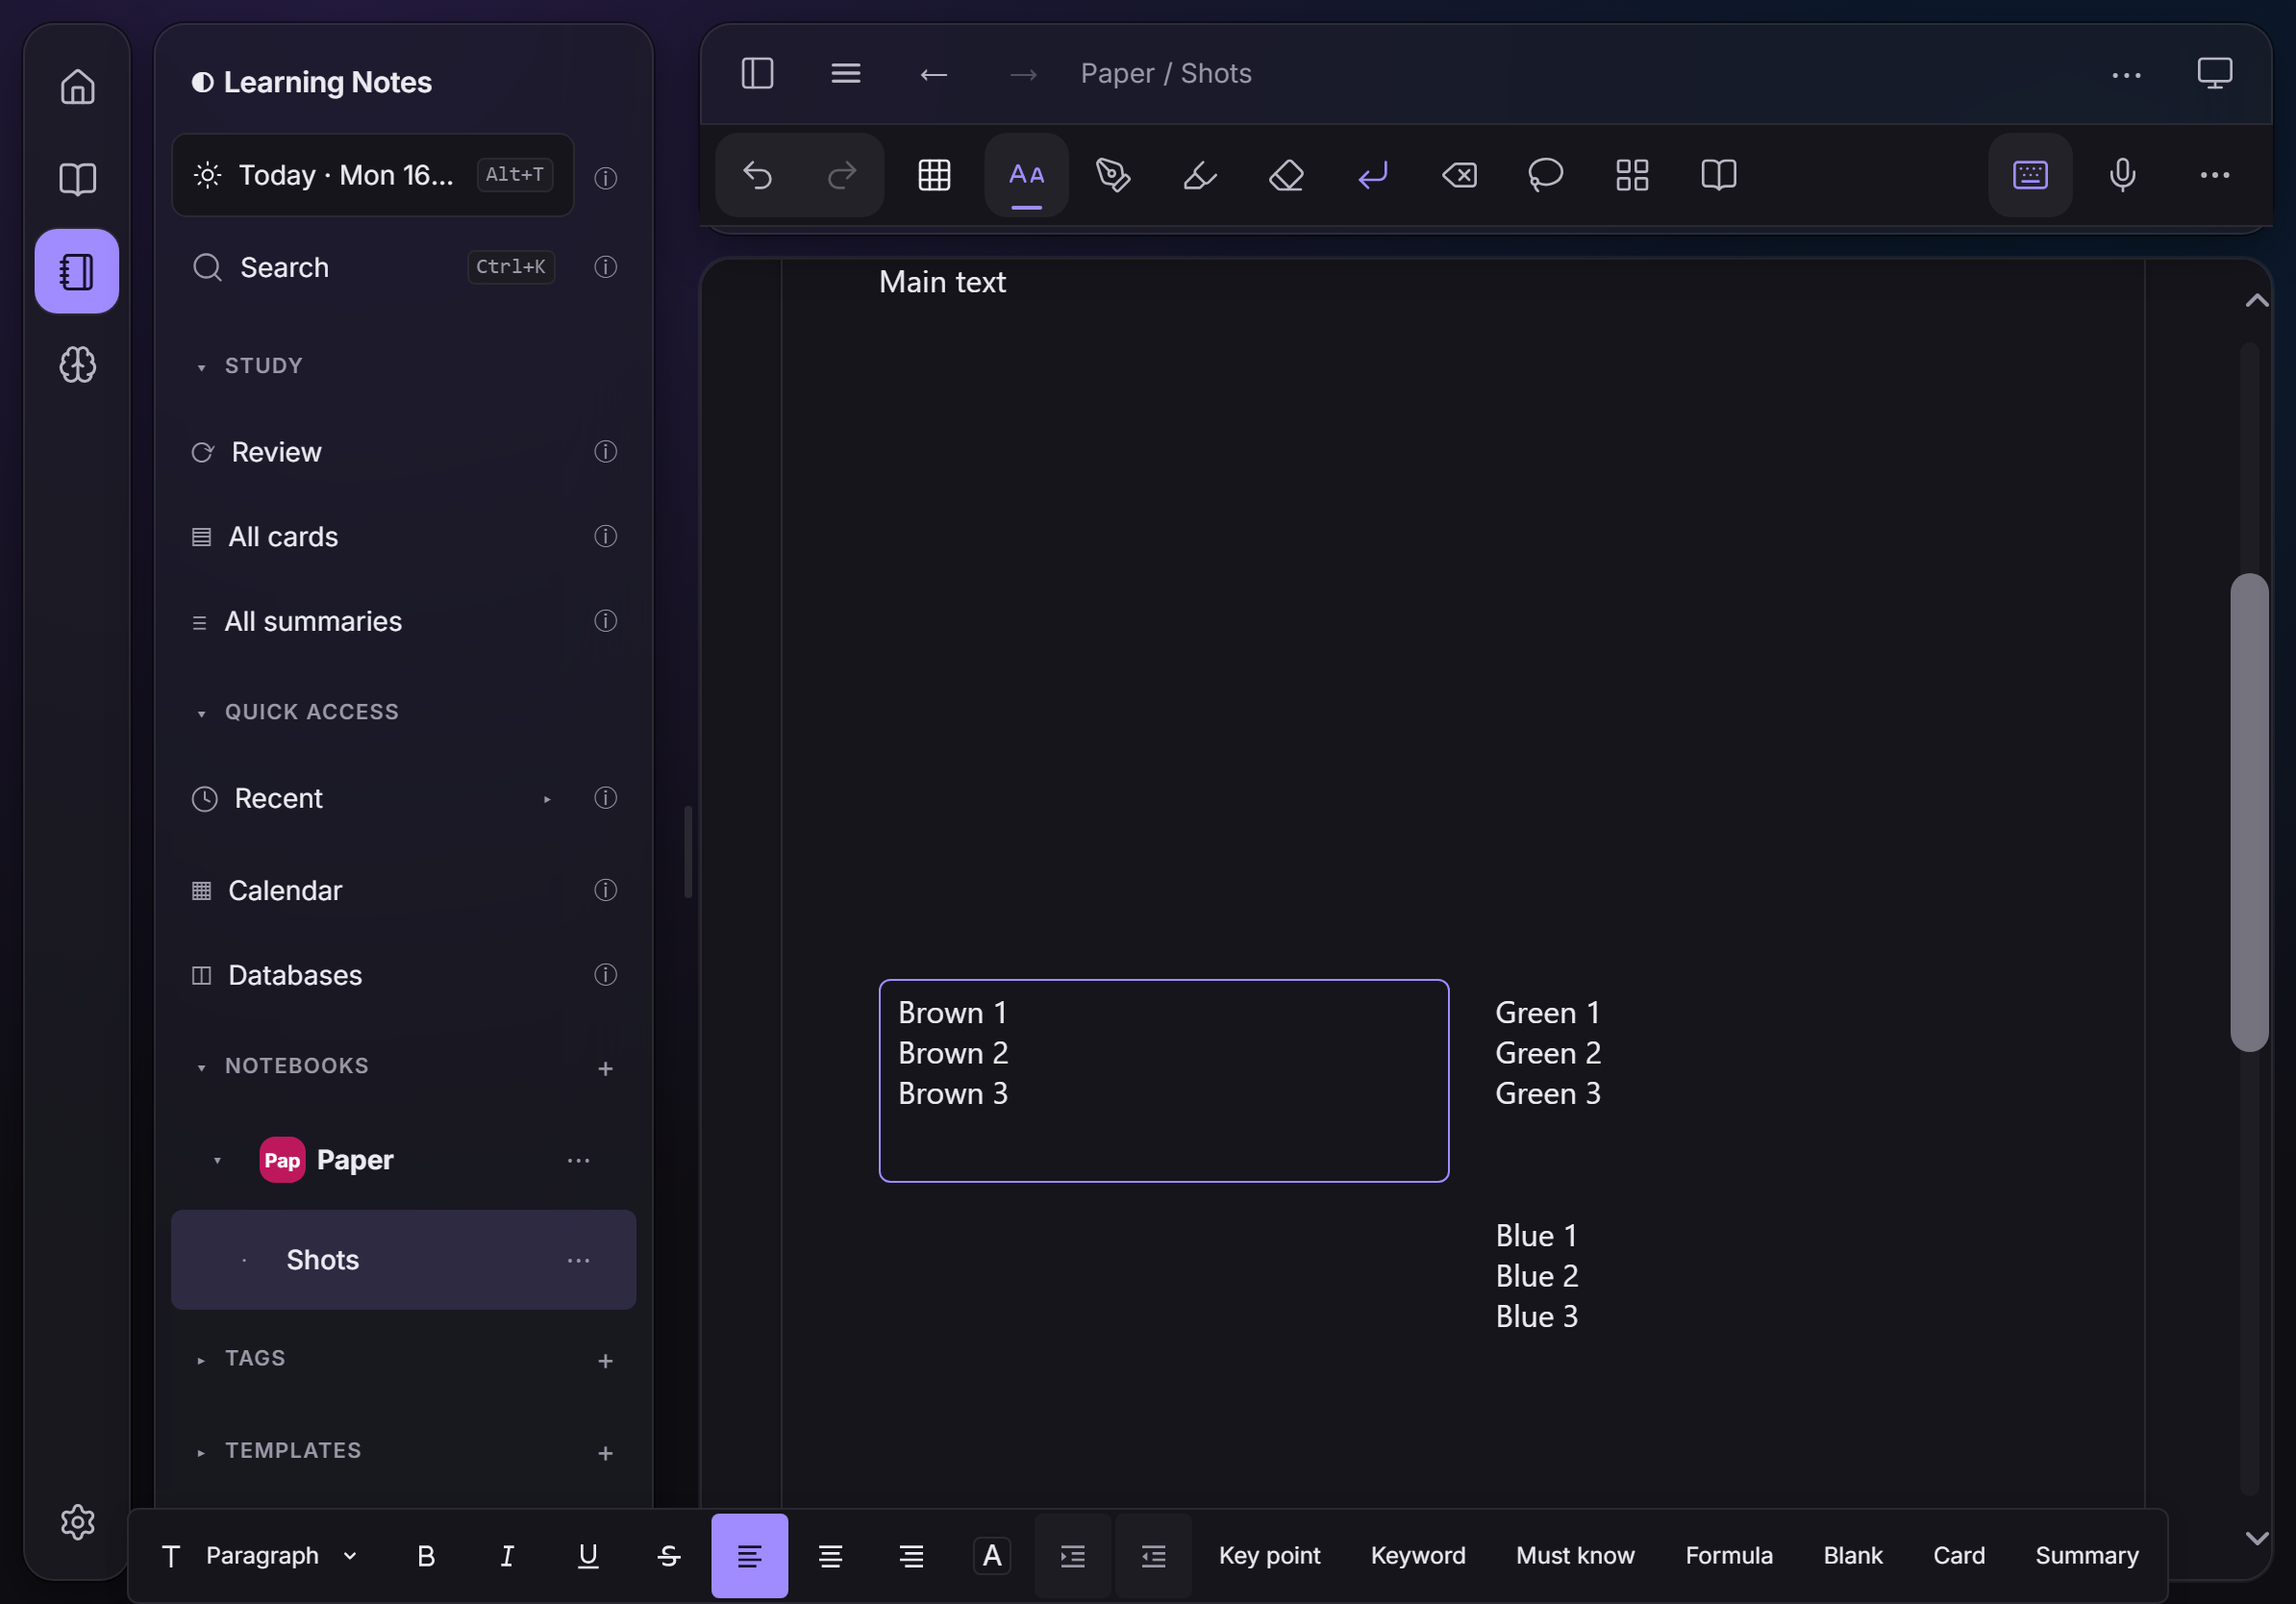 Learning Notes
Today · Mon 16... Alt+T
Search Ctrl+K
STUDY
Review
All cards
All summaries
QUICK ACCESS
Recent
Calendar
Databases
NOTEBOOKS
Pap Paper
Shots
TAGS
TEMPLATES
Paper / Shots
AA
Main text
Brown 1
Brown 2
Brown 3
Green 1
Green 2
Green 3
Blue 1
Blue 2
Blue 3
T Paragraph B I U S A Key point Keyword Must know Formula Blank Card Summary